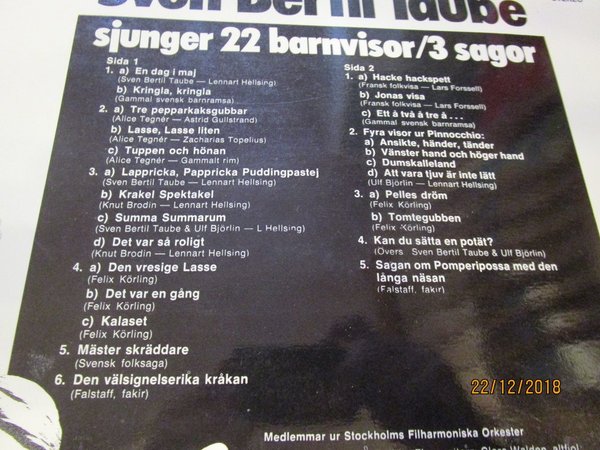 Sven Bertil Taube
sjunger 22 barnvisor/3 sagor
Sida 1
1. a) En dag i maj
(Sven Bertil Taube — Lennart Hellsing)
b) Kringla, kringla
(Gammal svensk barnramsa)
2. a) Tre pepparkaksgubbar
(Alice Tegnér — Astrid Gullstrand)
b) Lasse, Lasse liten
(Alice Tegnér — Zacharias Topelius)
c) Tuppen och hönan
(Alice Tegnér — Gammalt rim)
3. a) Lappricka, Pappricka Puddingpastej
(Sven Bertil Taube — Lennart Hellsing)
b) Krakel Spektakel
(Knut Brodin — Lennart Hellsing)
c) Summa Summarum
(Sven Bertil Taube & Ulf Björlin — L Hellsing)
d) Det var så roligt
(Knut Brodin — Lennart Hellsing)
4. a) Den vresige Lasse
(Felix Körling)
b) Det var en gång
(Felix Körling)
c) Kalaset
(Felix Körling)
5. Mäster skräddare
(Svensk folksaga)
6. Den välsignelserika kråkan
(Falstaff, fakir)
Sida 2
1. a) Hacke hackspett
(Fransk folkvisa — Lars Forssell)
b) Jonas visa
(Fransk folkvisa — Lars Forssell)
c) Ett å två å tre å . . .
(Gammal svensk barnramsa)
2. Fyra visor ur Pinnocchio:
a) Ansikte, händer, tänder
b) Vänster hand och höger hand
c) Dumskalleland
d) Att vara tjuv är inte lätt
(Ulf Björlin — Lennart Hellsing)
3. a) Pelles dröm
(Felix Körling)
b) Tomtegubben
(Felix Körling)
4. Kan du sätta en potät?
(Övers. Sven Bertil Taube & Ulf Björlin)
5. Sagan om Pomperipossa med den
långa näsan
(Falstaff, fakir)
22/12/2018
Medlemmar ur Stockholms Filharmoniska Orkester